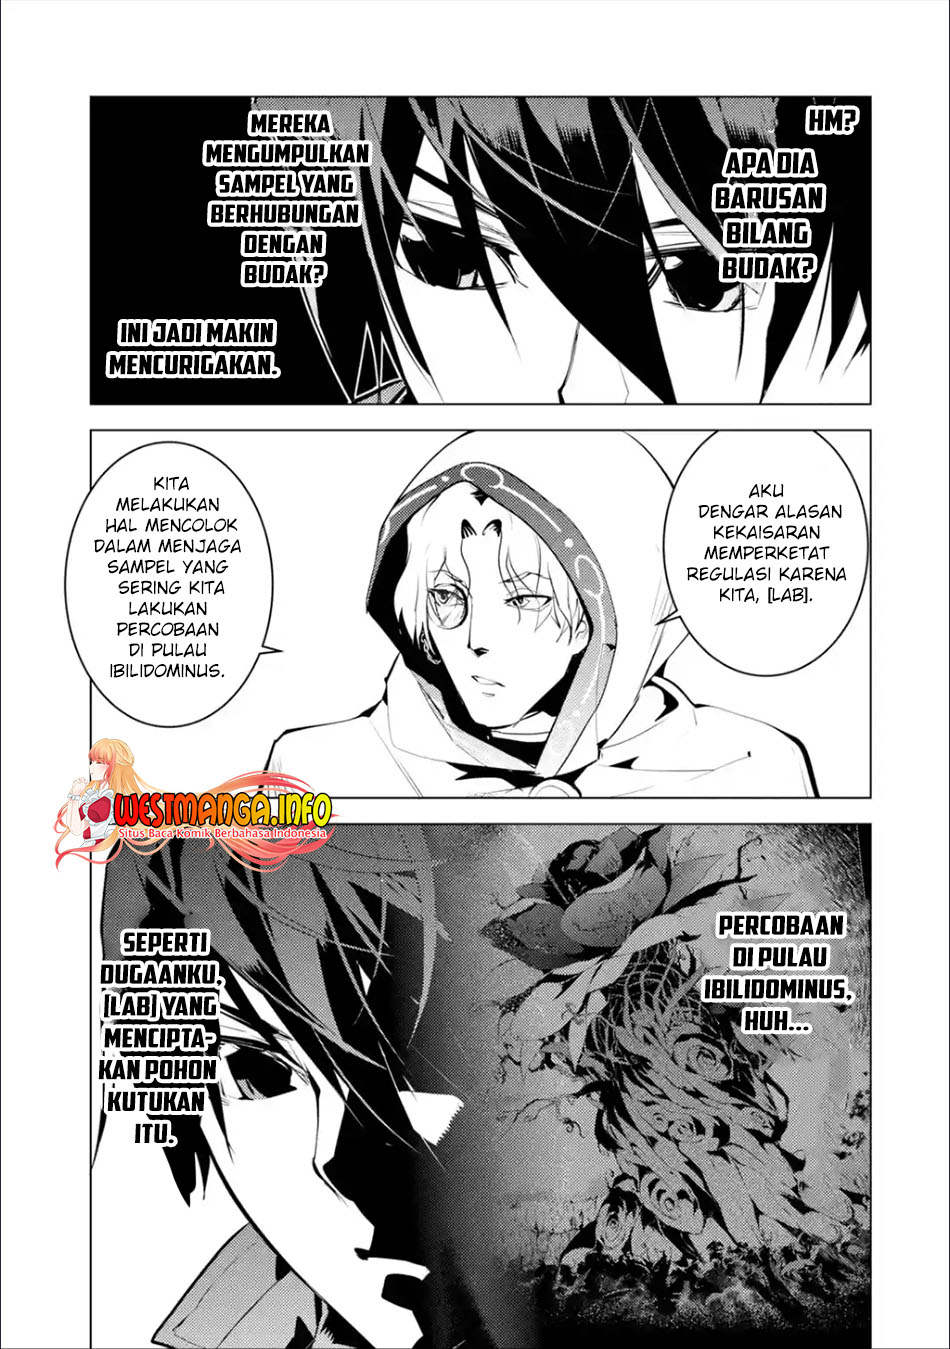 HM?
APA DIA
BARUSAN
BILANG
BUDAK?
MEREKA
MENGUMPULKAN
SAMPEL YANG
BERHUBUNGAN
DENGAN
BUDAK?
INI JADI MAKIN
MENCURIGAKAN.
AKU
DENGAR ALASAN
KEKAISARAN
MEMPERKETAT
REGULASI KARENA
KITA, [LAB].
KITA
MELAKUKAN
HAL MENCOLOK
DALAM MENJAGA
SAMPEL YANG
SERING KITA
LAKUKAN
PERCOBAAN
DI PULAU
IBILIDOMINUS.
WESTMANGA.INFO
Situs Baca Komik Berbahasa Indonesia
PERCOBAAN
DI PULAU
IBILIDOMINUS,
HUH...
SEPERTI
DUGAANKU,
[LAB] YANG
MENCIPTA-
KAN POHON
KUTUKAN
ITU.